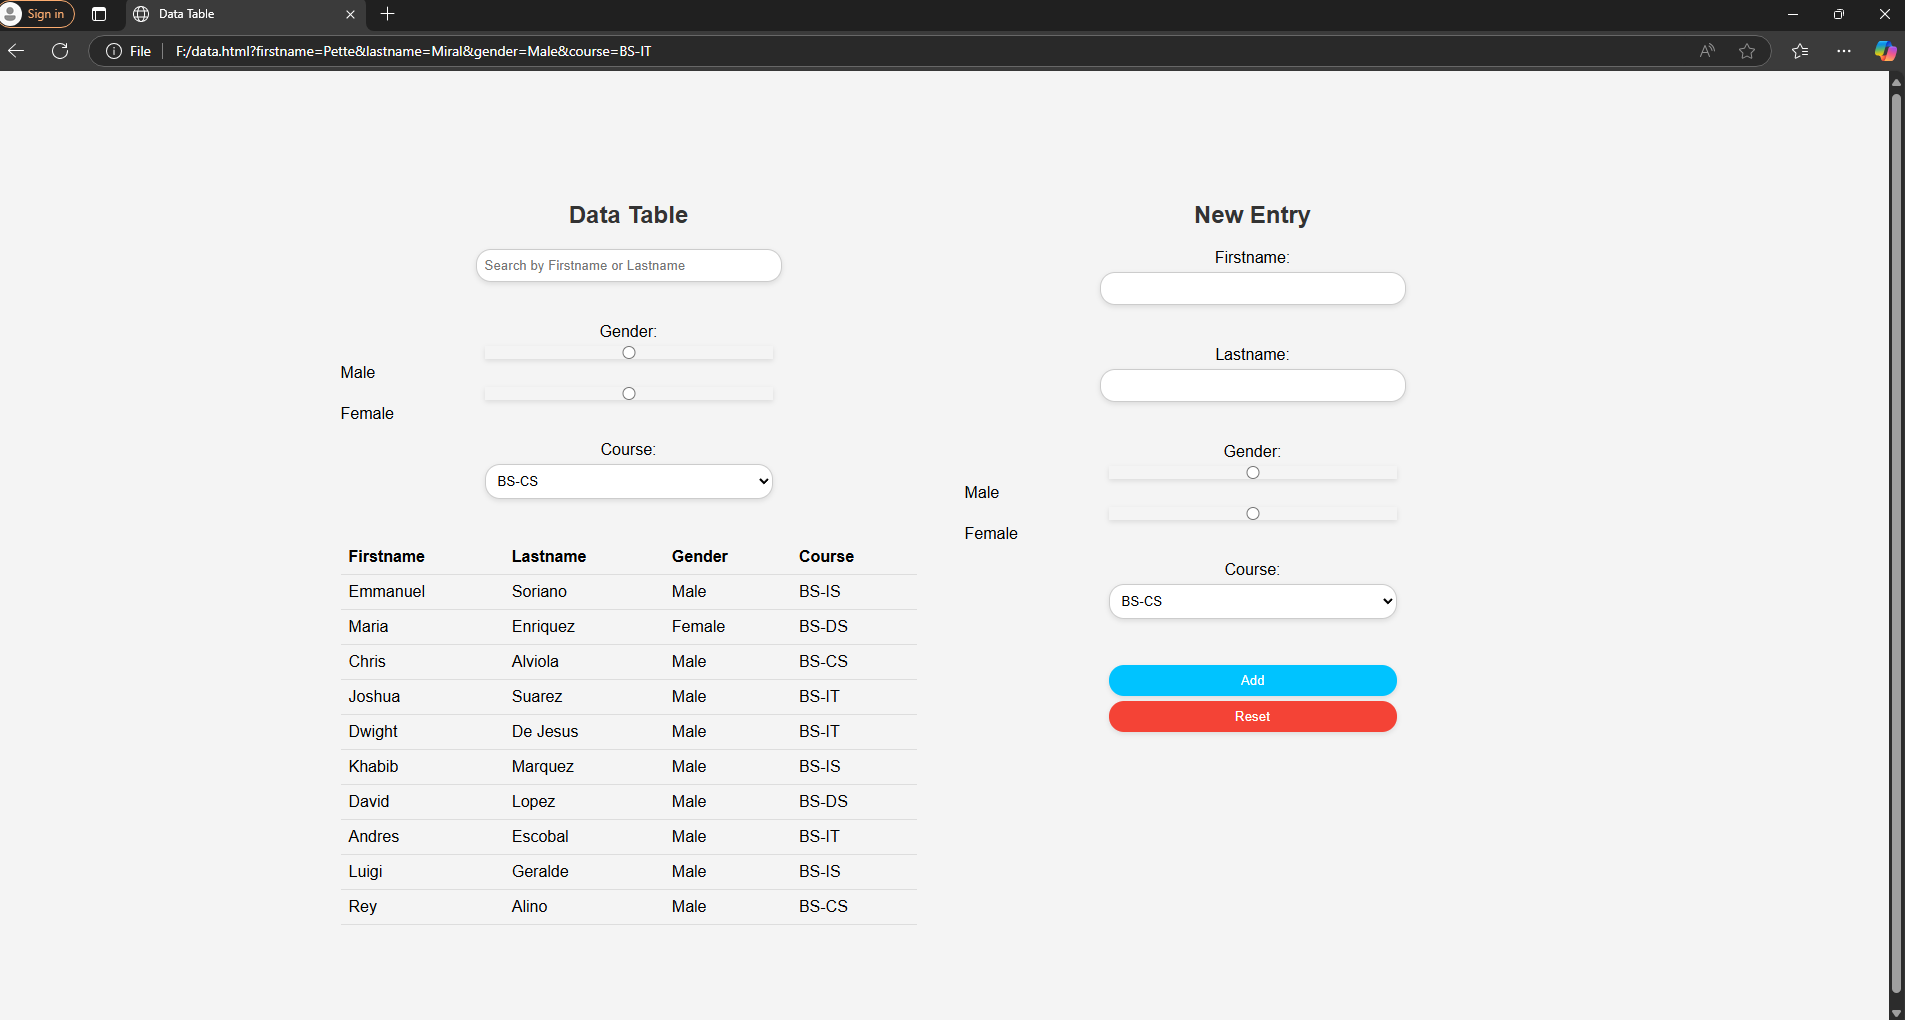 Sign in
Data Table
File
F:/data.html?firstname=Pette&lastname=Miral&gender=Male&course=BS-IT
Data Table
Search by Firstname or Lastname
Gender:
Male
Female
Course:
BS-CS
Firstname Lastname Gender Course
Emmanuel Soriano Male BS-IS
Maria Enriquez Female BS-DS
Chris Alviola Male BS-CS
Joshua Suarez Male BS-IT
Dwight De Jesus Male BS-IT
Khabib Marquez Male BS-IS
David Lopez Male BS-DS
Andres Escobal Male BS-IT
Luigi Geralde Male BS-IS
Rey Alino Male BS-CS
New Entry
Firstname:
Lastname:
Gender:
Male
Female
Course:
BS-CS
Add
Reset